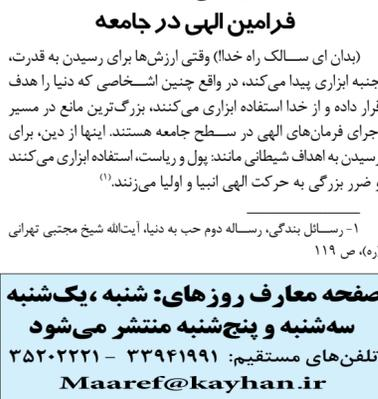 فرامین الهی در جامعه
(بدان ای سالک راه خدا!) وقتی ارزش‌ها برای رسیدن به قدرت،
جنبه ابزاری پیدا می‌کند، در واقع چنین اشخاصی که دنیا را هدف
قرار داده و از خدا استفاده ابزاری می‌کنند، بزرگ‌ترین مانع در مسیر
اجرای فرمان‌های الهی در سطح جامعه هستند. اینها از دین، برای
رسیدن به اهداف شیطانی مانند: پول و ریاست، استفاده ابزاری می‌کنند
و ضرر بزرگی به حرکت الهی انبیا و اولیا می‌زنند.(۱)
۱- رسائل بندگی، رساله دوم حب به دنیا، آیت‌الله شیخ مجتبی تهرانی
(ره)، ص ۱۱۹
صفحه معارف روزهای: شنبه ،یک‌شنبه
سه‌شنبه و پنج‌شنبه منتشر می‌شود
تلفن‌های مستقیم: ۳۳۹۴۱۹۹۱ - ۳۵۲۰۲۲۲۱
Maaref@kayhan.ir